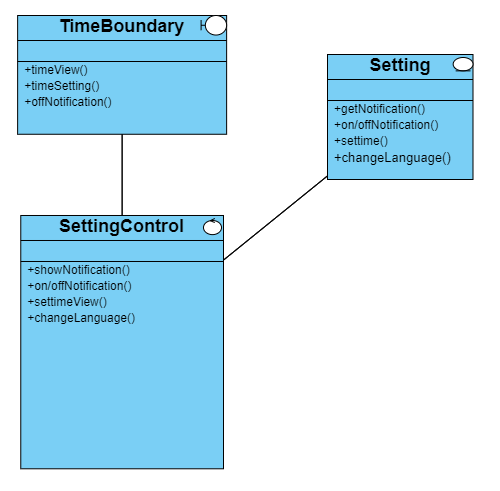 TimeBoundary
+timeView()
+timeSetting()
+offNotification()
Setting
+getNotification()
+on/offNotification()
+settime()
+changeLanguage()
SettingControl
+showNotification()
+on/offNotification()
+settimeView()
+changeLanguage()